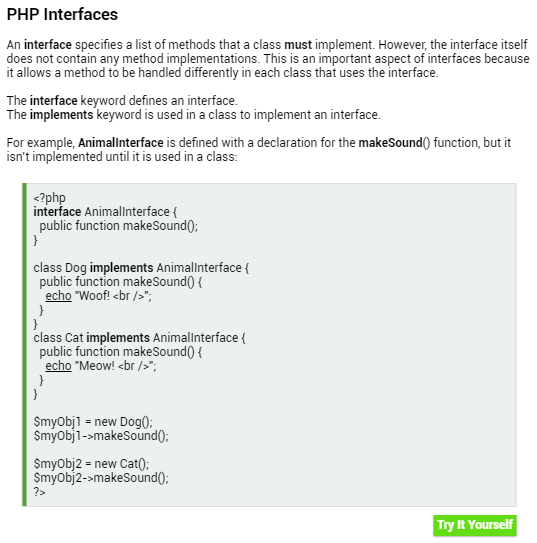 PHP Interfaces
An interface specifies a list of methods that a class must implement. However, the interface itself
does not contain any method implementations. This is an important aspect of interfaces because
it allows a method to be handled differently in each class that uses the interface.
The interface keyword defines an interface.
The implements keyword is used in a class to implement an interface.
For example, AnimalInterface is defined with a declaration for the makeSound() function, but it
isn't implemented until it is used in a class:
<?php
interface AnimalInterface {
public function makeSound();
}
class Dog implements AnimalInterface {
public function makeSound() {
echo "Woof! <br />";
}
}
class Cat implements AnimalInterface {
public function makeSound() {
echo "Meow! <br />";
}
}
$myObj1 = new Dog();
$myObj1->makeSound();
$myObj2 = new Cat();
$myObj2->makeSound();
?>
Try It Yourself